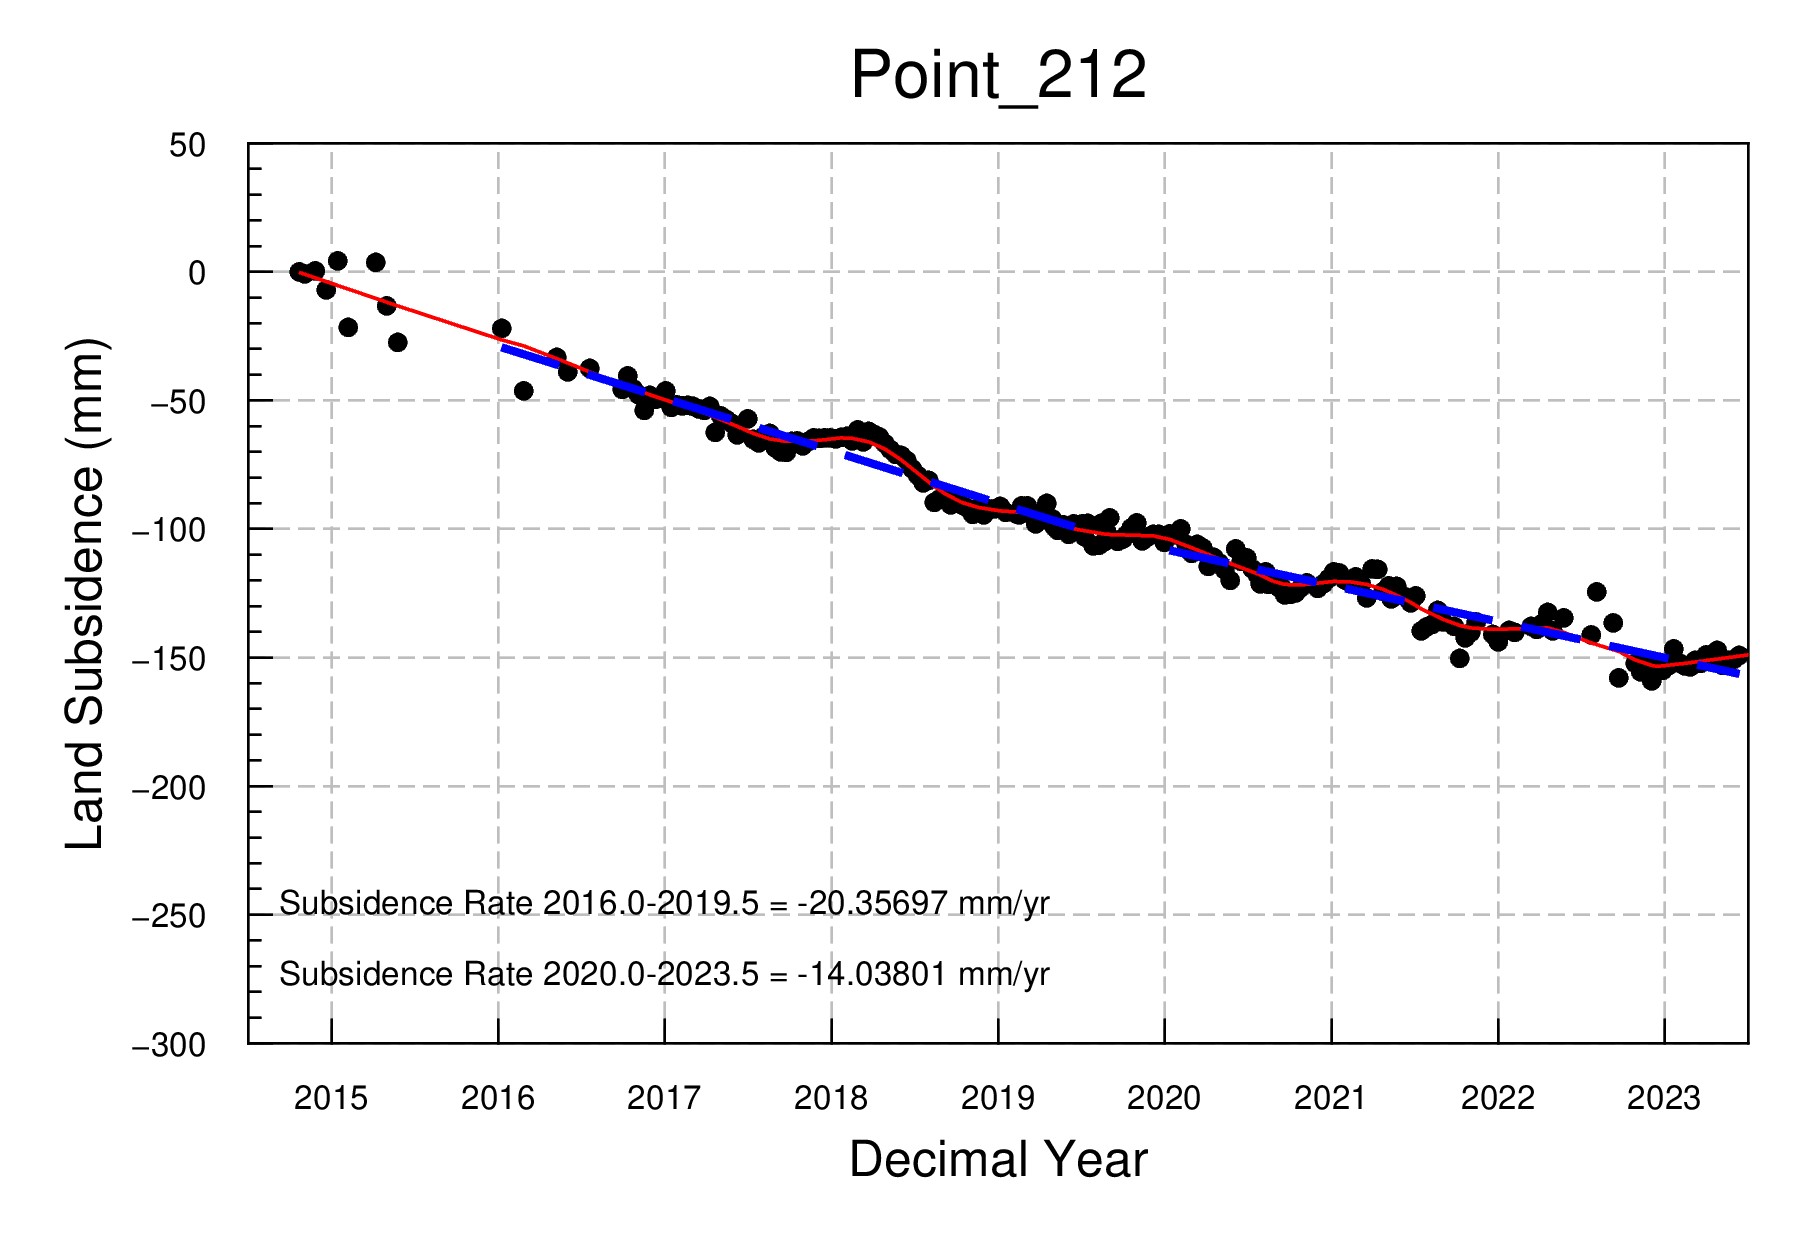 Point_212
50
0
−50
−100
−150
−200
−250
−300
Land Subsidence (mm)
Subsidence Rate 2016.0-2019.5 = -20.35697 mm/yr
Subsidence Rate 2020.0-2023.5 = -14.03801 mm/yr
2015 2016 2017 2018 2019 2020 2021 2022 2023
Decimal Year